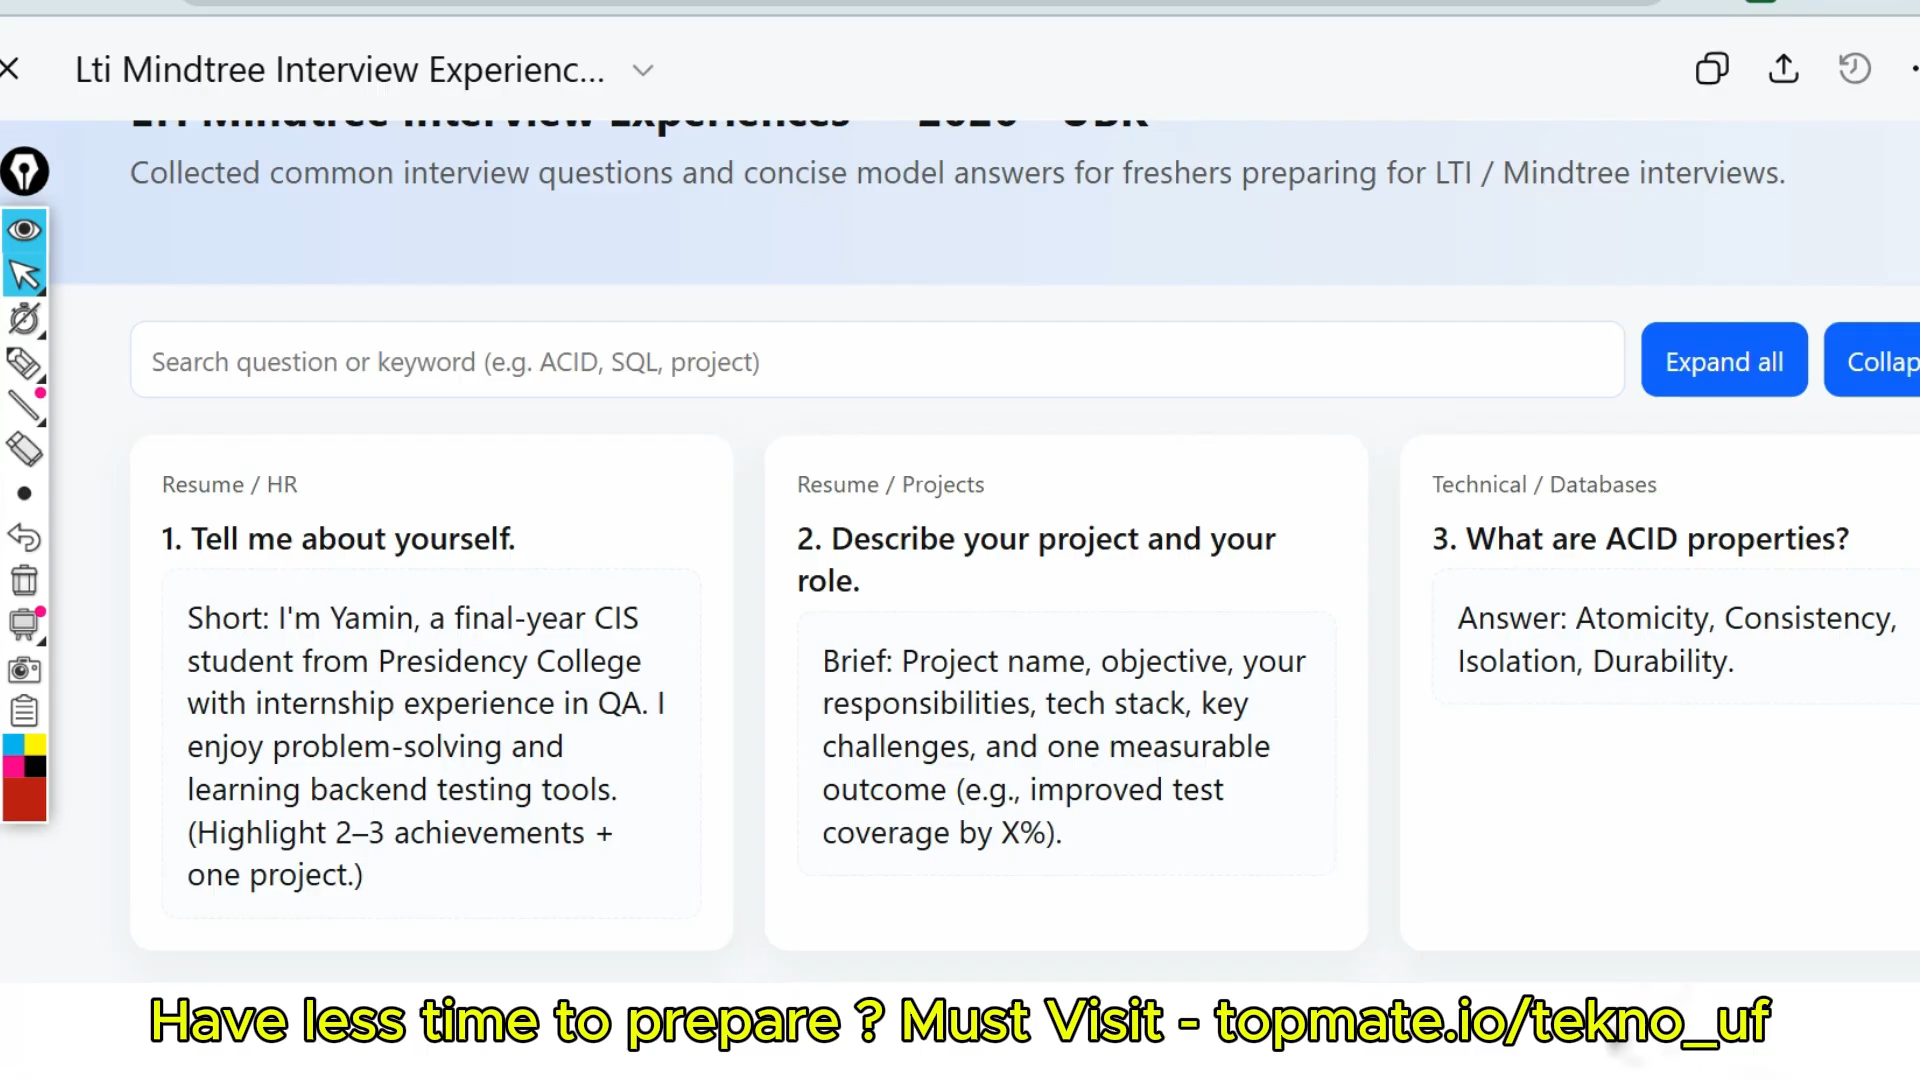 Lti Mindtree Interview Experienc...
LTI Mindtree Interview Experiences
Collected common interview questions and concise model answers for freshers preparing for LTI / Mindtree interviews.
Search question or keyword (e.g. ACID, SQL, project)
Expand all
Collap
Resume / HR
1. Tell me about yourself.
Short: I'm Yamin, a final-year CIS
student from Presidency College
with internship experience in QA. I
enjoy problem-solving and
learning backend testing tools.
(Highlight 2–3 achievements +
one project.)
Resume / Projects
2. Describe your project and your
role.
Brief: Project name, objective, your
responsibilities, tech stack, key
challenges, and one measurable
outcome (e.g., improved test
coverage by X%).
Technical / Databases
3. What are ACID properties?
Answer: Atomicity, Consistency,
Isolation, Durability.
Have less time to prepare ? Must Visit - topmate.io/tekno_uf